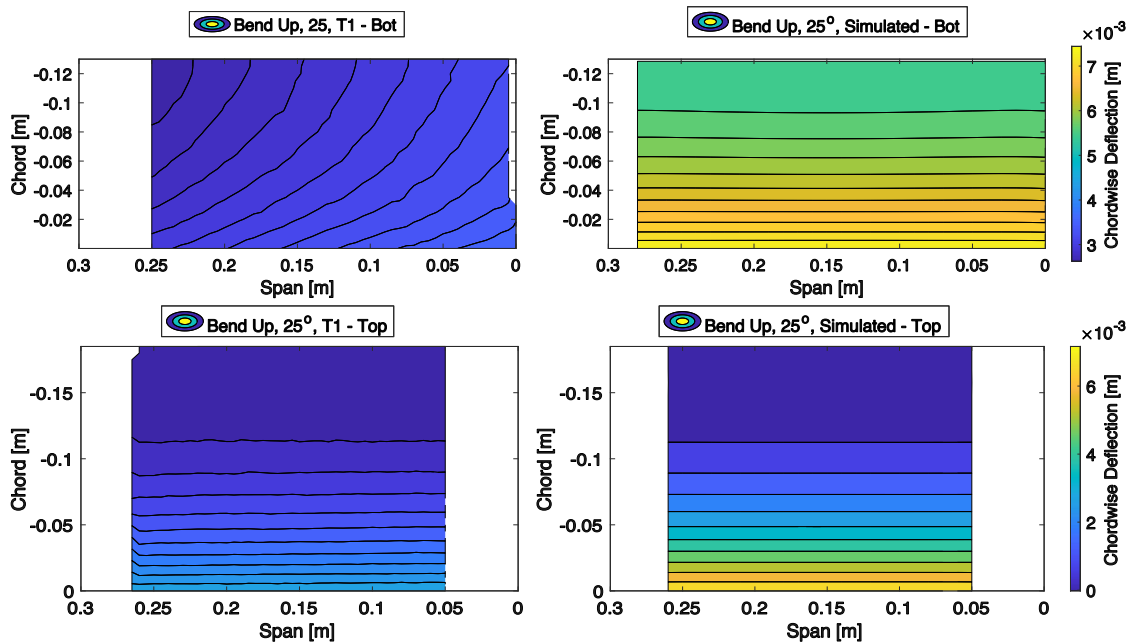 Bend Up, 25, T1 - Bot
Bend Up, 25°, Simulated - Bot
×10⁻³
-0.12
-0.1
-0.08
-0.06
-0.04
-0.02
Chord [m]
0.3 0.25 0.2 0.15 0.1 0.05 0
Span [m]
-0.12
-0.1
-0.08
-0.06
-0.04
-0.02
Chord [m]
0.3 0.25 0.2 0.15 0.1 0.05 0
Span [m]
7
6
5
4
3
Chordwise Deflection [m]
Bend Up, 25°, T1 - Top
Bend Up, 25°, Simulated - Top
×10⁻³
-0.15
-0.1
-0.05
0
Chord [m]
0.3 0.25 0.2 0.15 0.1 0.05 0
Span [m]
-0.15
-0.1
-0.05
0
Chord [m]
0.3 0.25 0.2 0.15 0.1 0.05 0
Span [m]
6
4
2
0
Chordwise Deflection [m]